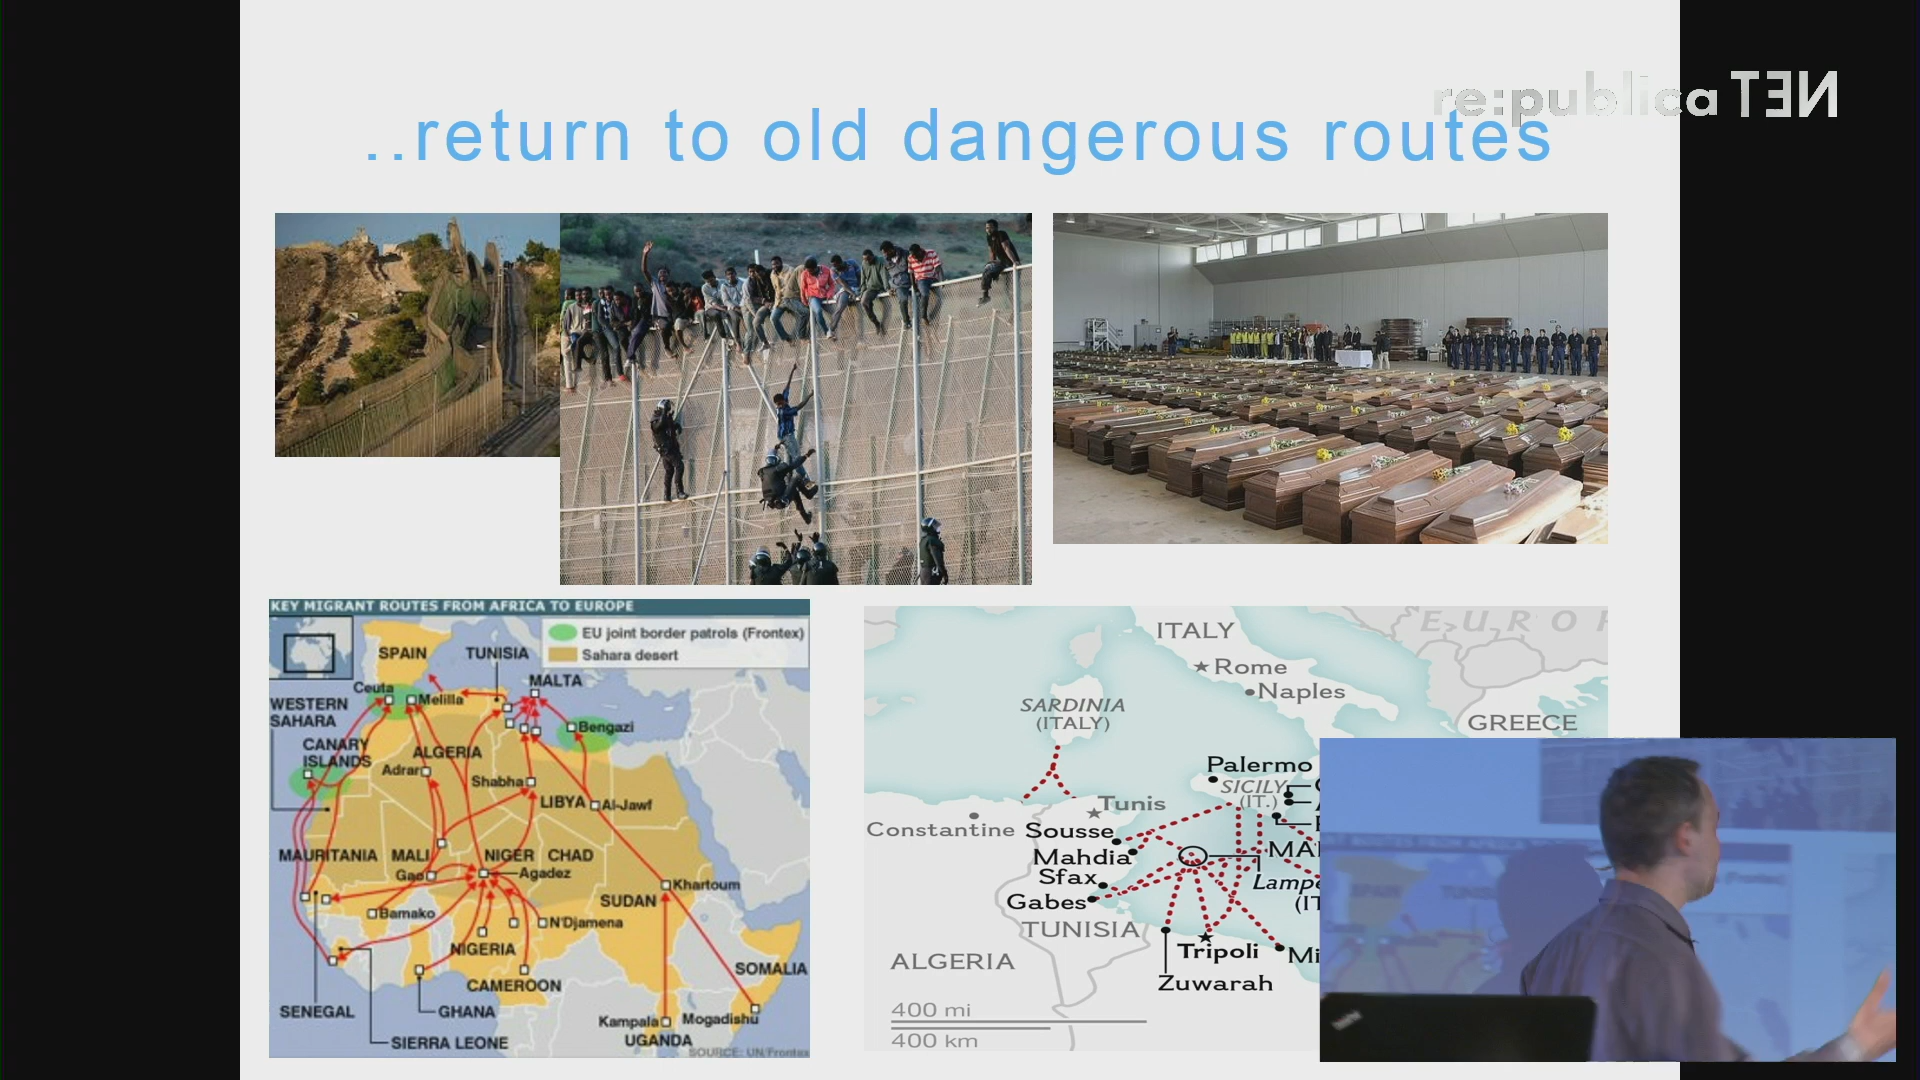 re:publica TEN
..return to old dangerous routes
KEY MIGRANT ROUTES FROM AFRICA TO EUROPE
EU joint border patrols (Frontex)
Sahara desert
SPAIN
TUNISIA
MALTA
Ceuta
Melilla
WESTERN
SAHARA
Bengazi
CANARY
ISLANDS
ALGERIA
Adrar
Shabha
LIBYA
Al-Jawf
MAURITANIA
MALI
NIGER
CHAD
Gao
Agadez
Khartoum
SUDAN
Bamako
N'Djamena
NIGERIA
SOMALIA
CAMEROON
SENEGAL
GHANA
Kampala
Mogadishu
SIERRA LEONE
UGANDA
SOURCE: UN/Frontex
EUROP
ITALY
Rome
Naples
SARDINIA
(ITALY)
GREECE
Palermo
SICILY
(IT.)
Tunis
Constantine
Sousse
Mahdia
MA
Sfax
Lampe
Gabes
(IT
TUNISIA
Tripoli
Mi
ALGERIA
Zuwarah
400 mi
400 km